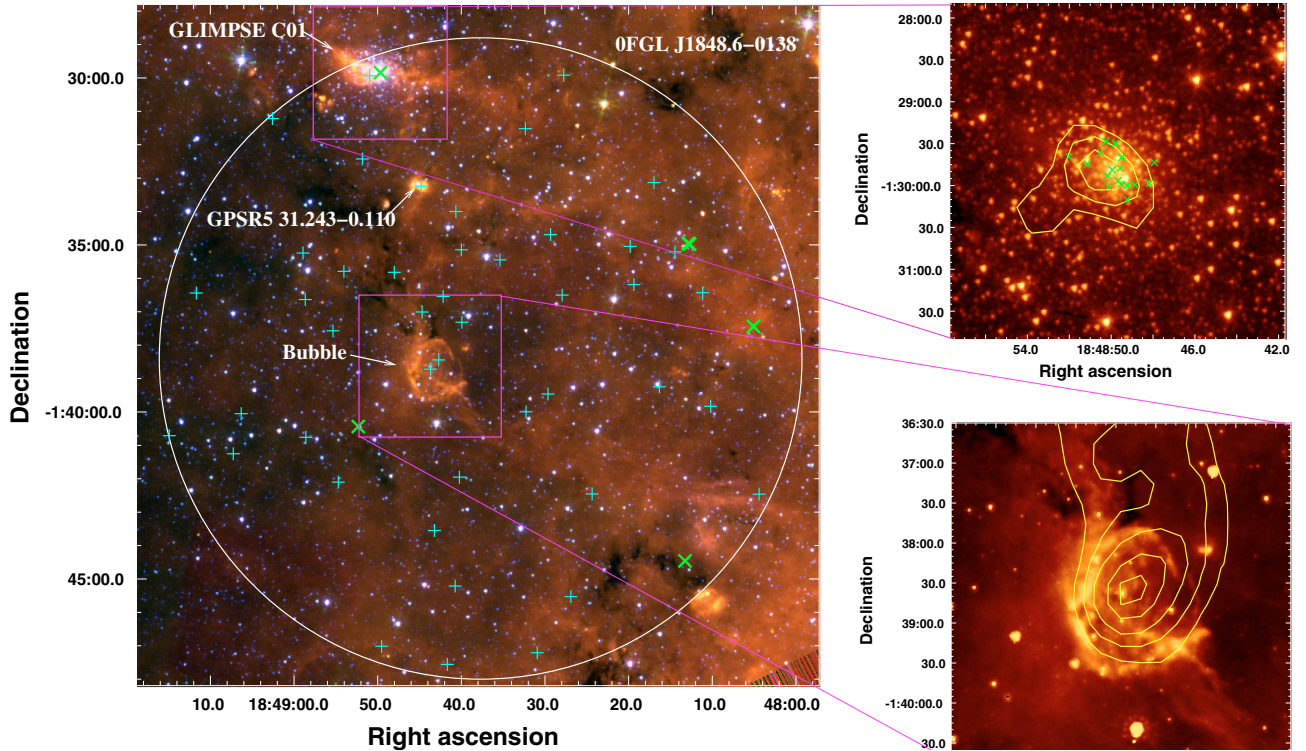 GLIMPSE C01
0FGL J1848.6−0138
30:00.0
GPSR5 31.243−0.110
35:00.0
Declination
Bubble
-1:40:00.0
45:00.0
10.0 18:49:00.0 50.0 40.0 30.0 20.0 10.0 48:00.0
Right ascension
28:00.0
30.0
29:00.0
30.0
Declination
-1:30:00.0
30.0
31:00.0
30.0
54.0 18:48:50.0 46.0 42.0
Right ascension
36:30.0
37:00.0
30.0
38:00.0
Declination
30.0
39:00.0
30.0
-1:40:00.0
30.0